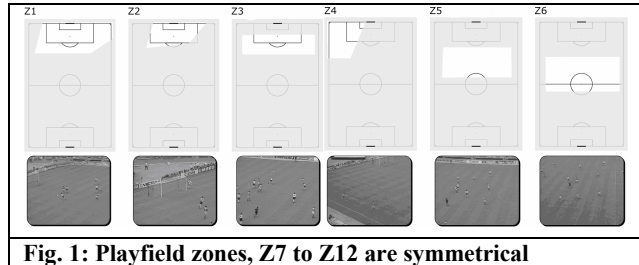 Z1 Z2 Z3 Z4 Z5 Z6
Fig. 1: Playfield zones, Z7 to Z12 are symmetrical